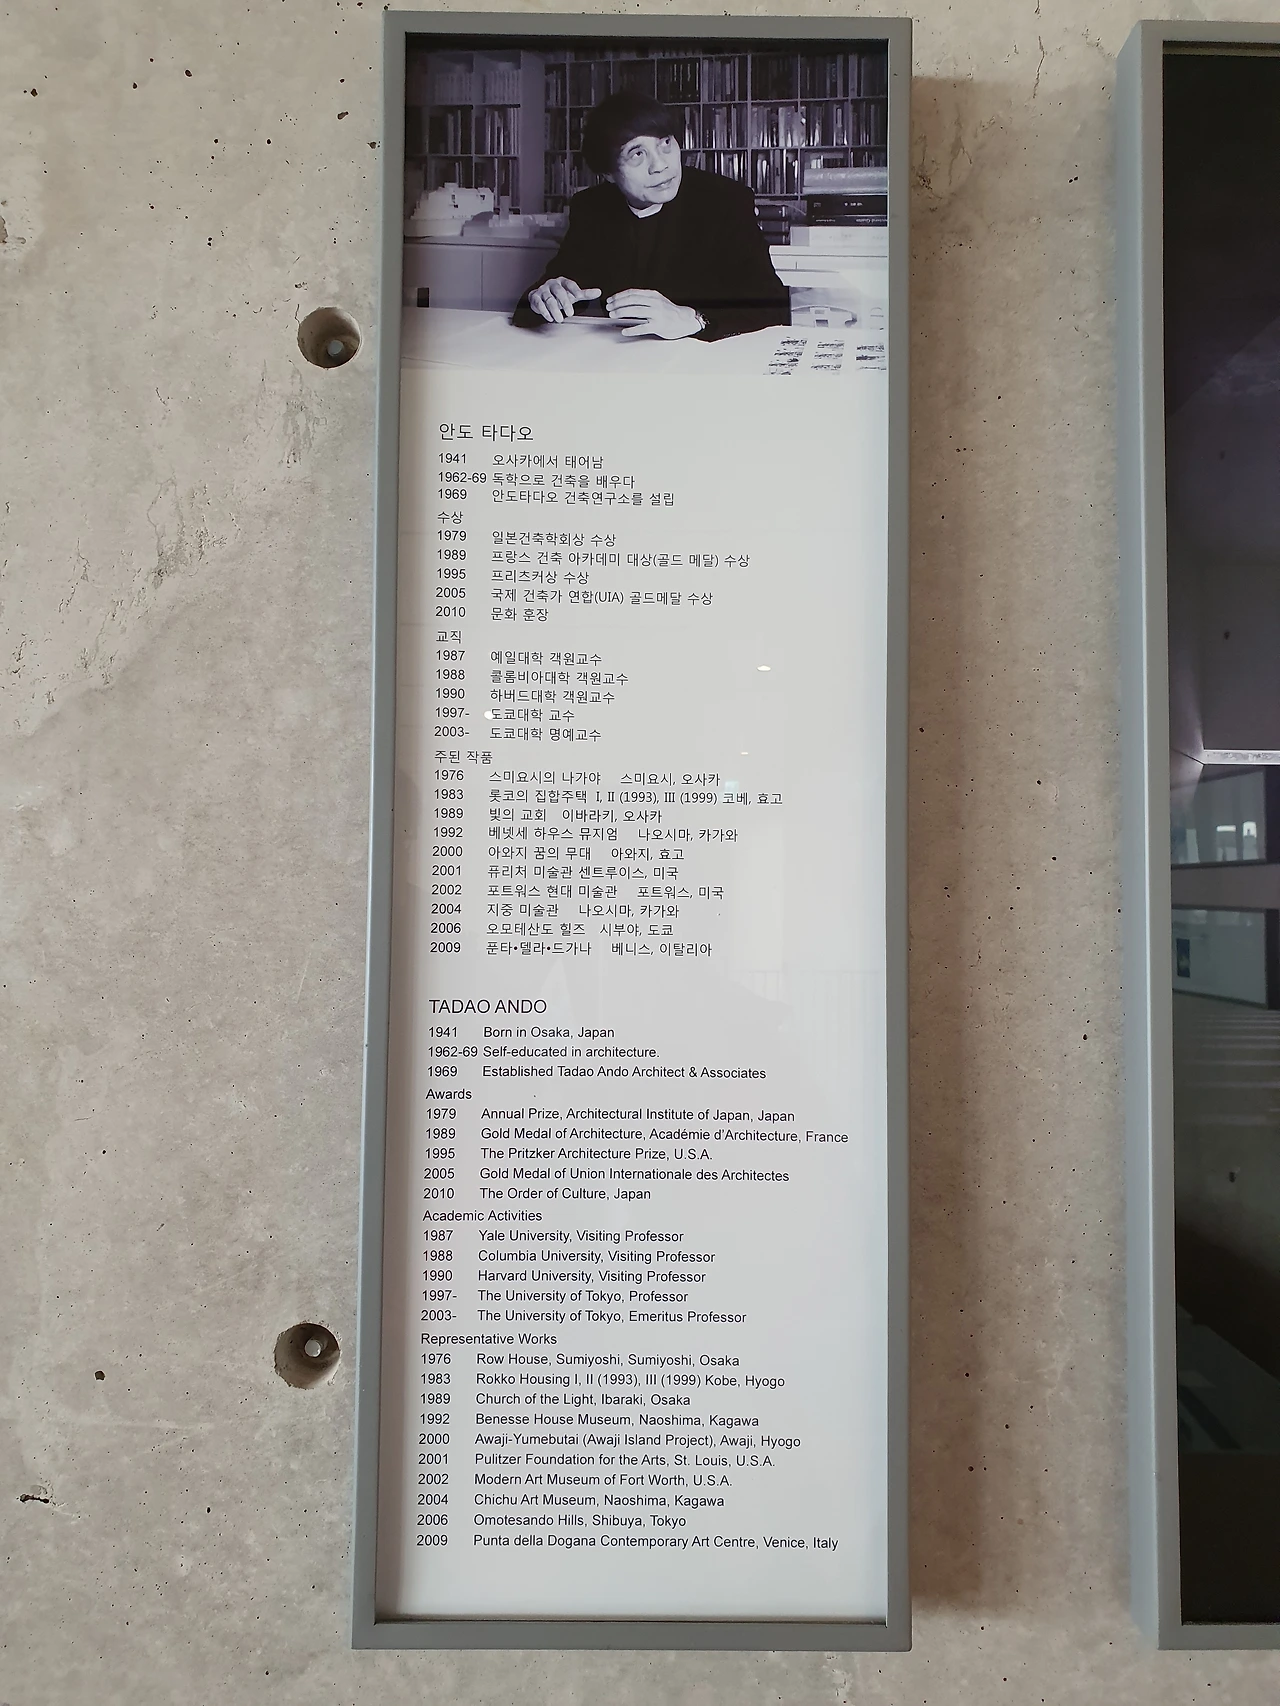 안도 타다오
1941 오사카에서 태어남
1962-69 독학으로 건축을 배우다
1969 안도타다오 건축연구소를 설립
수상
1979 일본건축학회상 수상
1989 프랑스 건축 아카데미 대상(골드 메달) 수상
1995 프리츠커상 수상
2005 국제 건축가 연합(UIA) 골드메달 수상
2010 문화 훈장
교직
1987 예일대학 객원교수
1988 콜롬비아대학 객원교수
1990 하버드대학 객원교수
1997- 도쿄대학 교수
2003- 도쿄대학 명예교수
주된 작품
1976 스미요시의 나가야 스미요시, 오사카
1983 롯코의 집합주택 I, II (1993), III (1999) 코베, 효고
1989 빛의 교회 이바라키, 오사카
1992 베넷세 하우스 뮤지엄 나오시마, 카가와
2000 아와지 꿈의 무대 아와지, 효고
2001 퓨리처 미술관 센트루이스, 미국
2002 포트워스 현대 미술관 포트워스, 미국
2004 지중 미술관 나오시마, 카가와
2006 오모테산도 힐즈 시부야, 도쿄
2009 푼타•델라•드가나 베니스, 이탈리아
TADAO ANDO
1941 Born in Osaka, Japan
1962-69 Self-educated in architecture.
1969 Established Tadao Ando Architect & Associates
Awards
1979 Annual Prize, Architectural Institute of Japan, Japan
1989 Gold Medal of Architecture, Académie d'Architecture, France
1995 The Pritzker Architecture Prize, U.S.A.
2005 Gold Medal of Union Internationale des Architectes
2010 The Order of Culture, Japan
Academic Activities
1987 Yale University, Visiting Professor
1988 Columbia University, Visiting Professor
1990 Harvard University, Visiting Professor
1997- The University of Tokyo, Professor
2003- The University of Tokyo, Emeritus Professor
Representative Works
1976 Row House, Sumiyoshi, Sumiyoshi, Osaka
1983 Rokko Housing I, II (1993), III (1999) Kobe, Hyogo
1989 Church of the Light, Ibaraki, Osaka
1992 Benesse House Museum, Naoshima, Kagawa
2000 Awaji-Yumebutai (Awaji Island Project), Awaji, Hyogo
2001 Pulitzer Foundation for the Arts, St. Louis, U.S.A.
2002 Modern Art Museum of Fort Worth, U.S.A.
2004 Chichu Art Museum, Naoshima, Kagawa
2006 Omotesando Hills, Shibuya, Tokyo
2009 Punta della Dogana Contemporary Art Centre, Venice, Italy